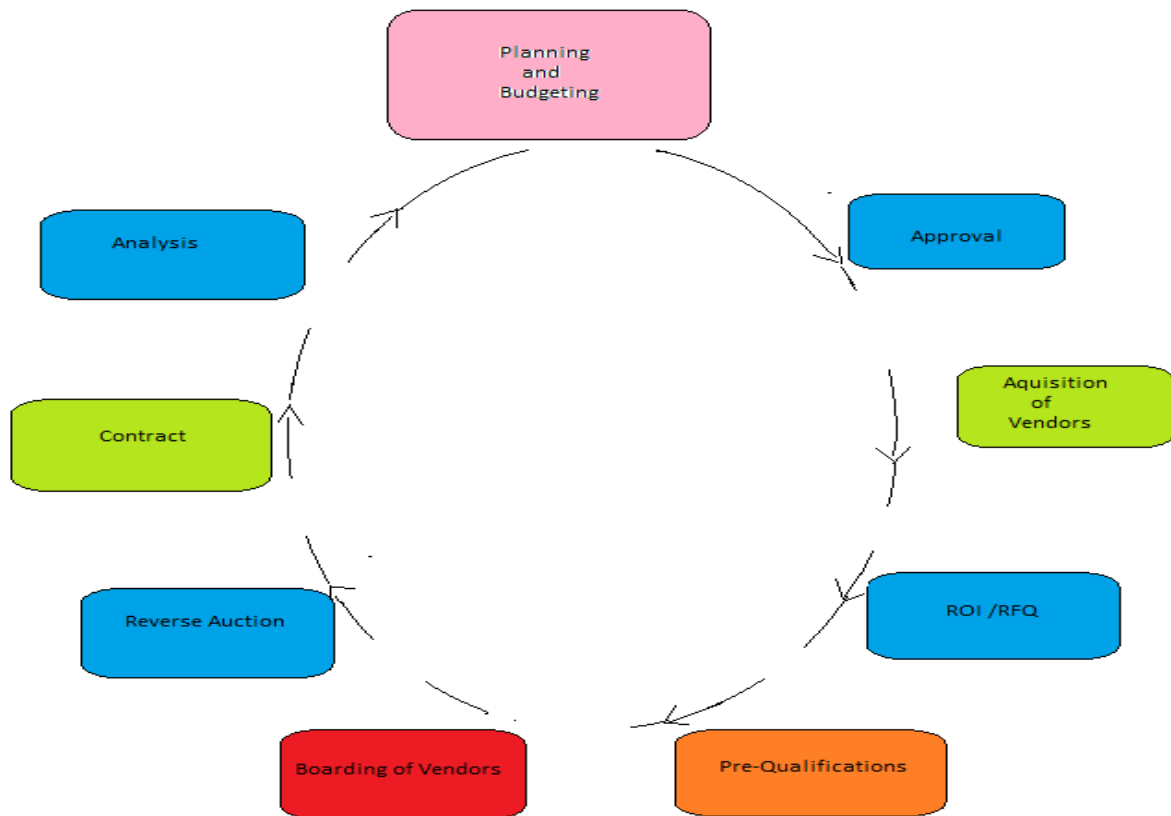 Planning
and
Budgeting
Approval
Aquisition
of
Vendors
ROI /RFQ
Pre-Qualifications
Boarding of Vendors
Reverse Auction
Contract
Analysis